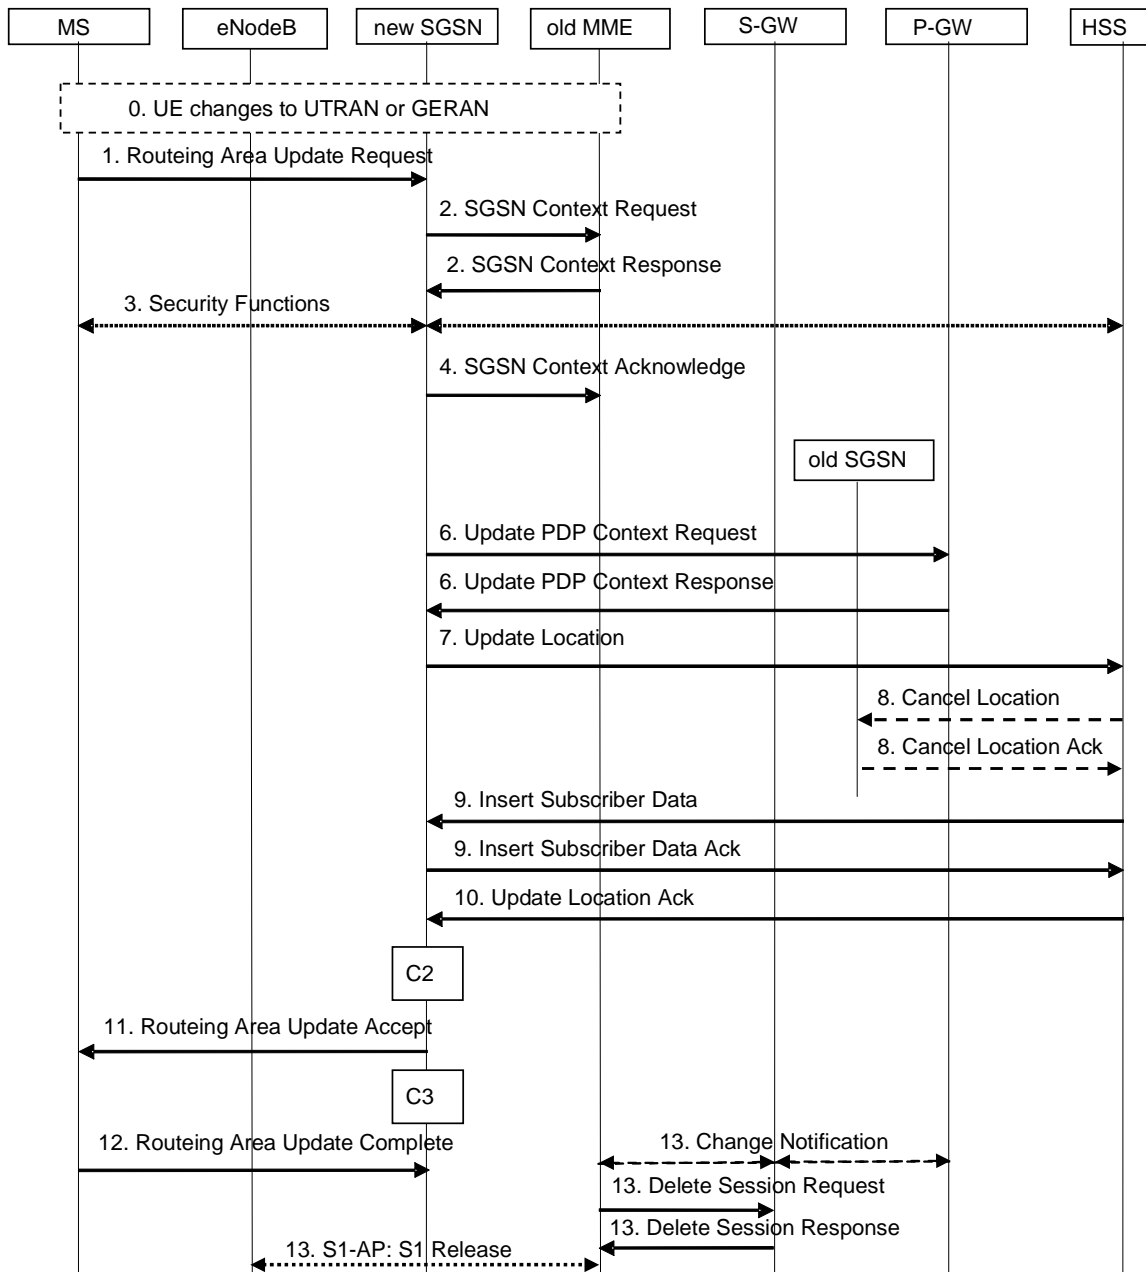 MS
eNodeB
new SGSN
old MME
S-GW
P-GW
HSS
0. UE changes to UTRAN or GERAN
1. Routeing Area Update Request
2. SGSN Context Request
2. SGSN Context Response
3. Security Functions
4. SGSN Context Acknowledge
old SGSN
6. Update PDP Context Request
6. Update PDP Context Response
7. Update Location
8. Cancel Location
8. Cancel Location Ack
9. Insert Subscriber Data
9. Insert Subscriber Data Ack
10. Update Location Ack
C2
11. Routeing Area Update Accept
C3
12. Routeing Area Update Complete
13. Change Notification
13. Delete Session Request
13. Delete Session Response
13. S1-AP: S1 Release